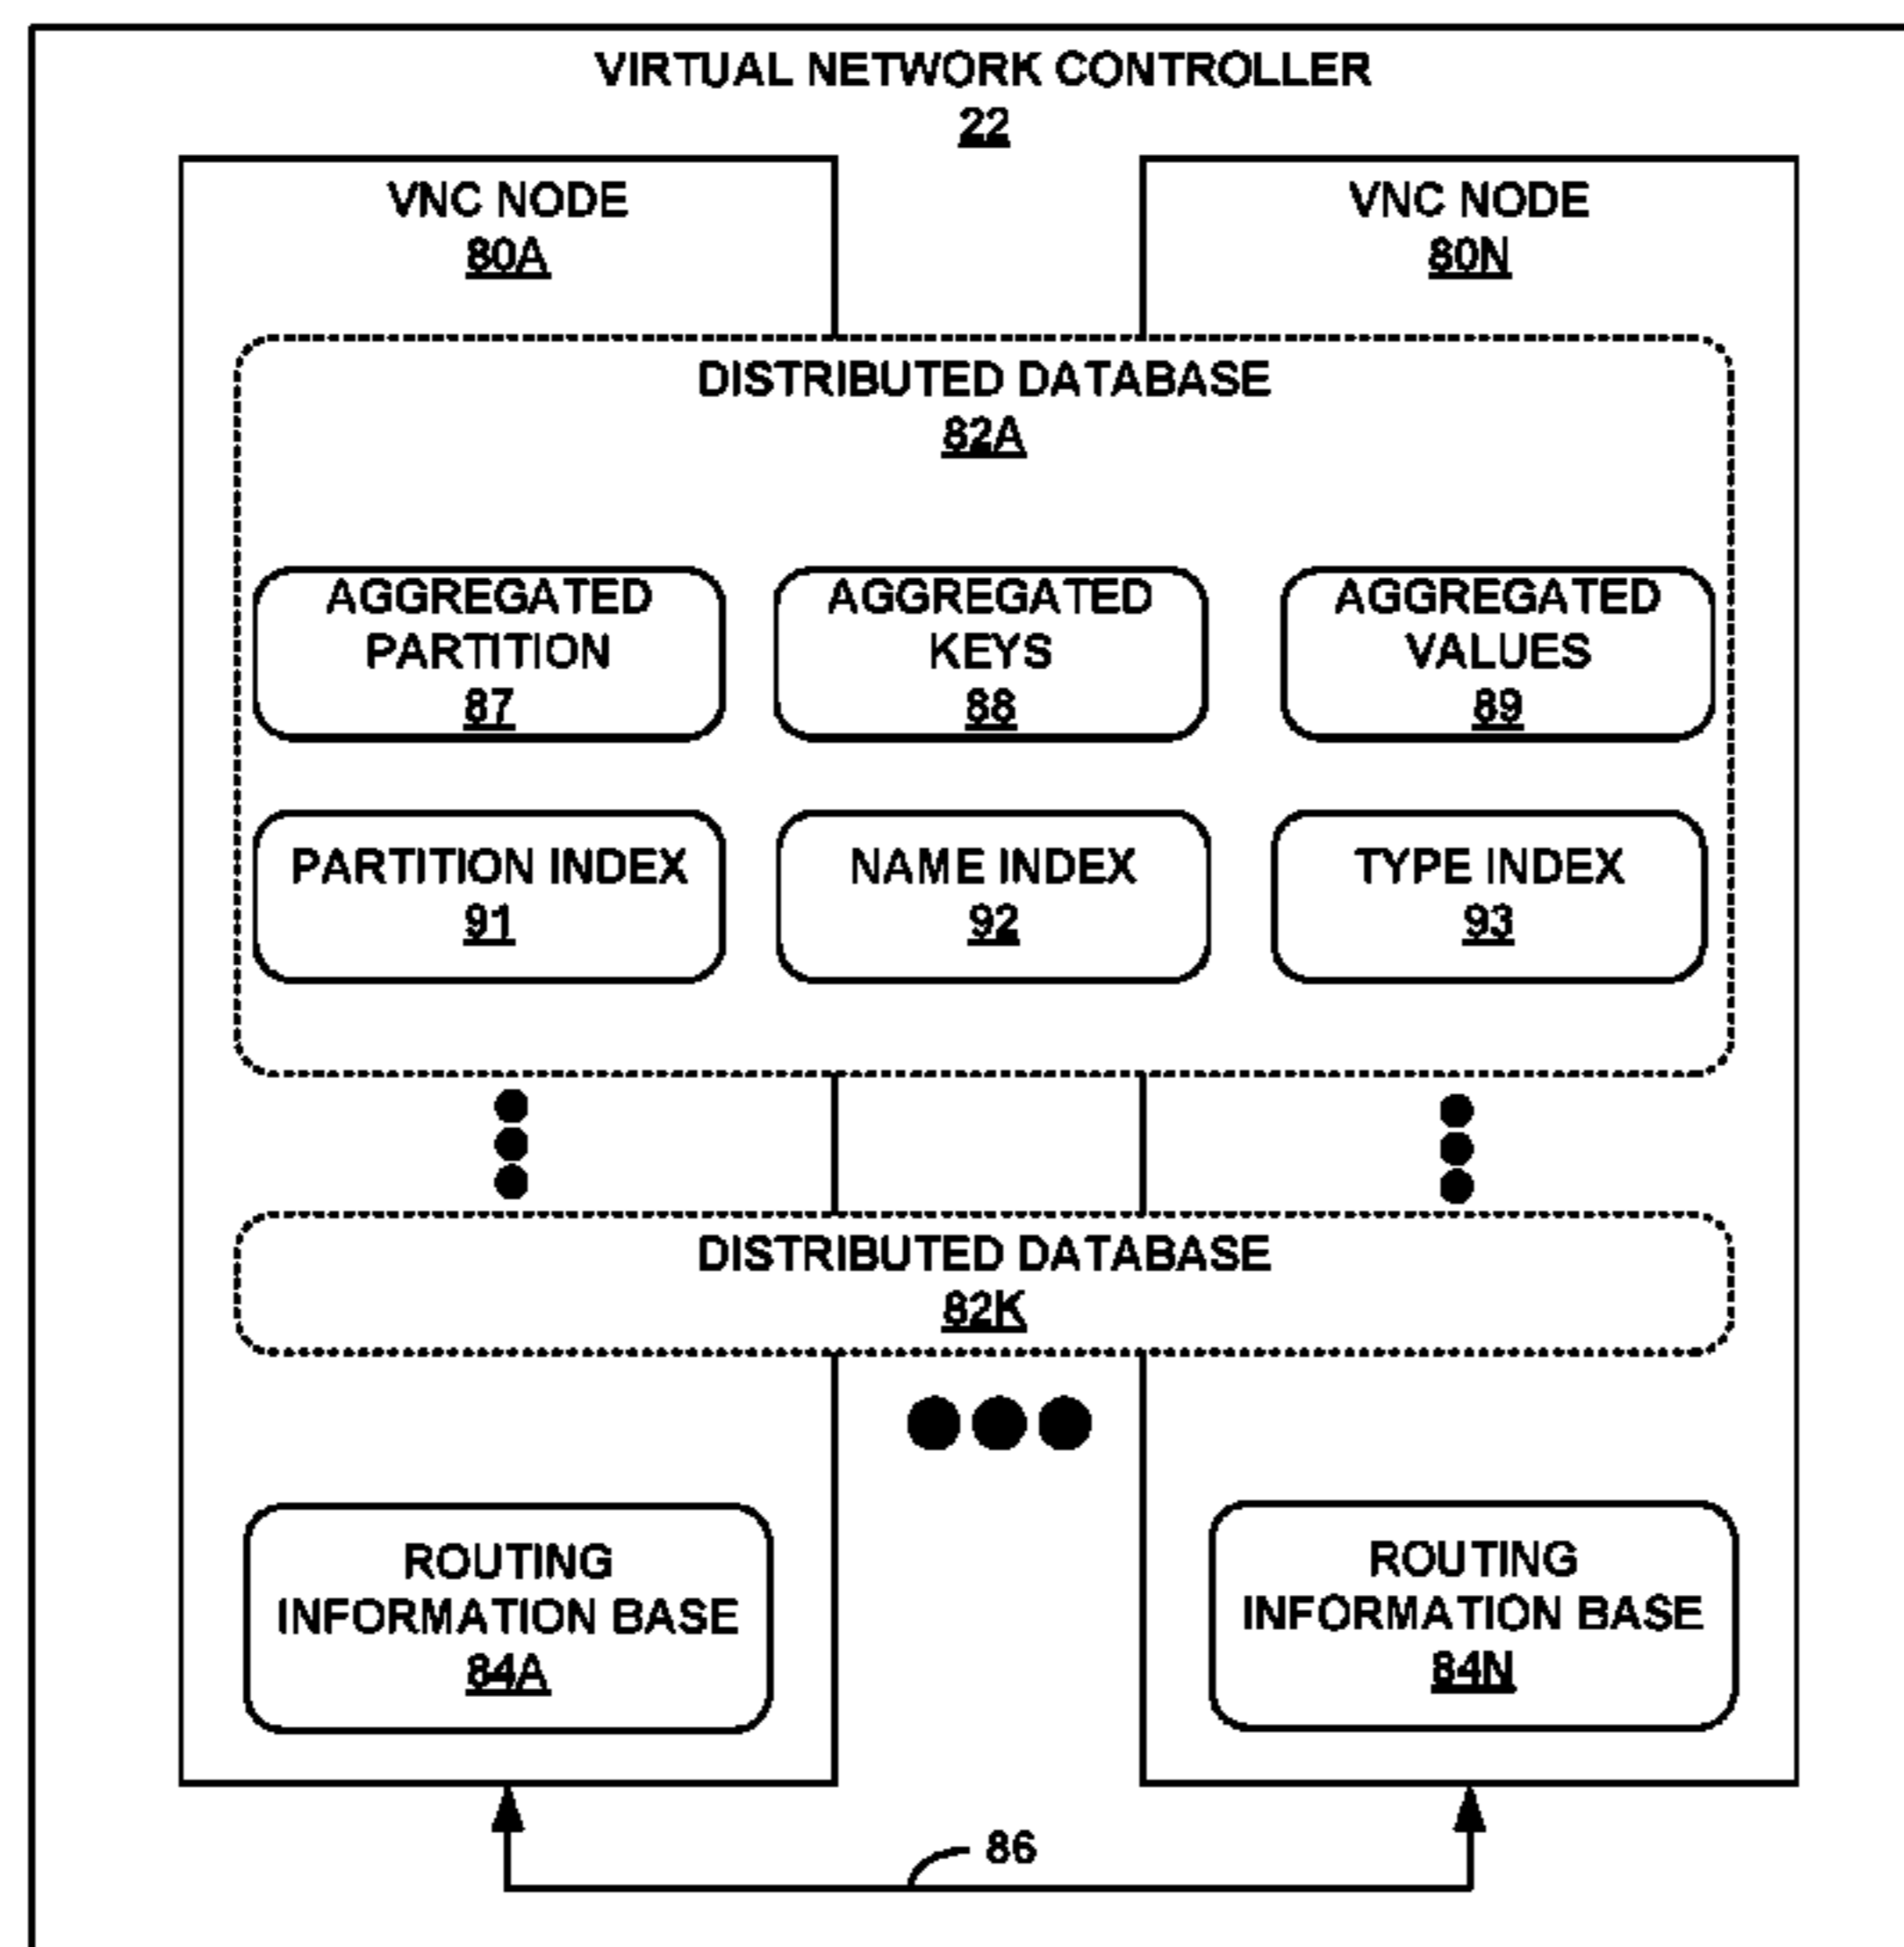 VIRTUAL NETWORK CONTROLLER
22
VNC NODE
80A
VNC NODE
80N
DISTRIBUTED DATABASE
82A
AGGREGATED
PARTITION
87
AGGREGATED
KEYS
88
AGGREGATED
VALUES
89
PARTITION INDEX
91
NAME INDEX
92
TYPE INDEX
93
DISTRIBUTED DATABASE
82K
ROUTING
INFORMATION BASE
84A
ROUTING
INFORMATION BASE
84N
86